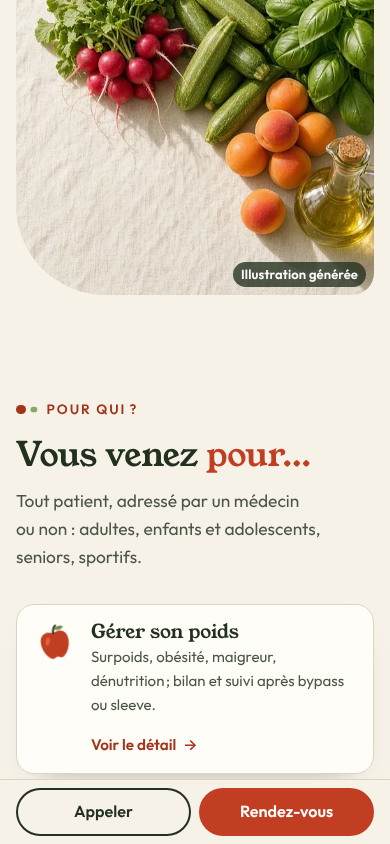 Illustration générée
POUR QUI ?
Vous venez pour...
Tout patient, adressé par un médecin
ou non : adultes, enfants et adolescents,
seniors, sportifs.
Gérer son poids
Surpoids, obésité, maigreur,
dénutrition ; bilan et suivi après bypass
ou sleeve.
Voir le détail →
Appeler
Rendez-vous